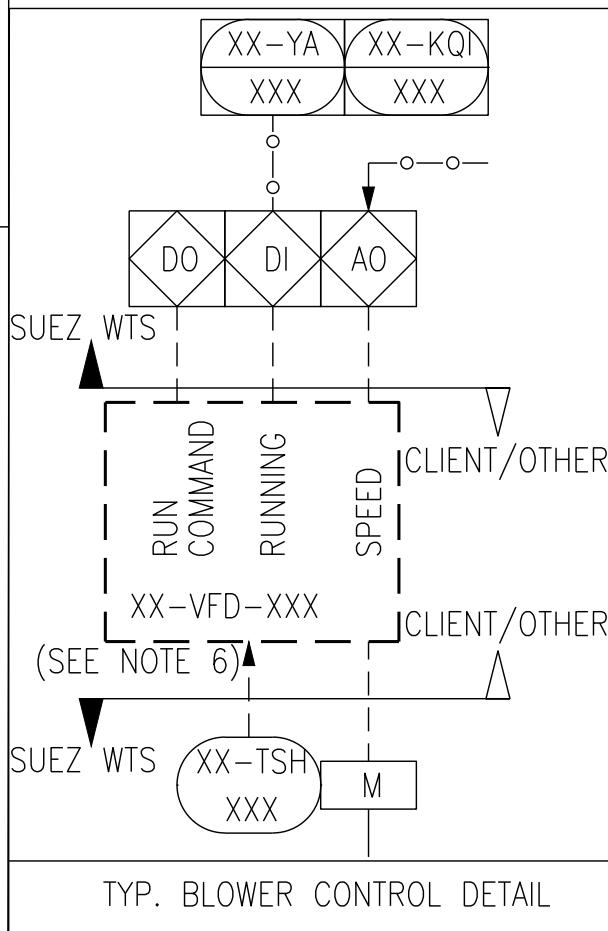 XX-YA
XXX
XX-KQI
XXX
DO
DI
AO
SUEZ WTS
CLIENT/OTHER
RUN
COMMAND
RUNNING
SPEED
XX-VFD-XXX
CLIENT/OTHER
(SEE NOTE 6)
SUEZ WTS
XX-TSH
XXX
M
TYP. BLOWER CONTROL DETAIL